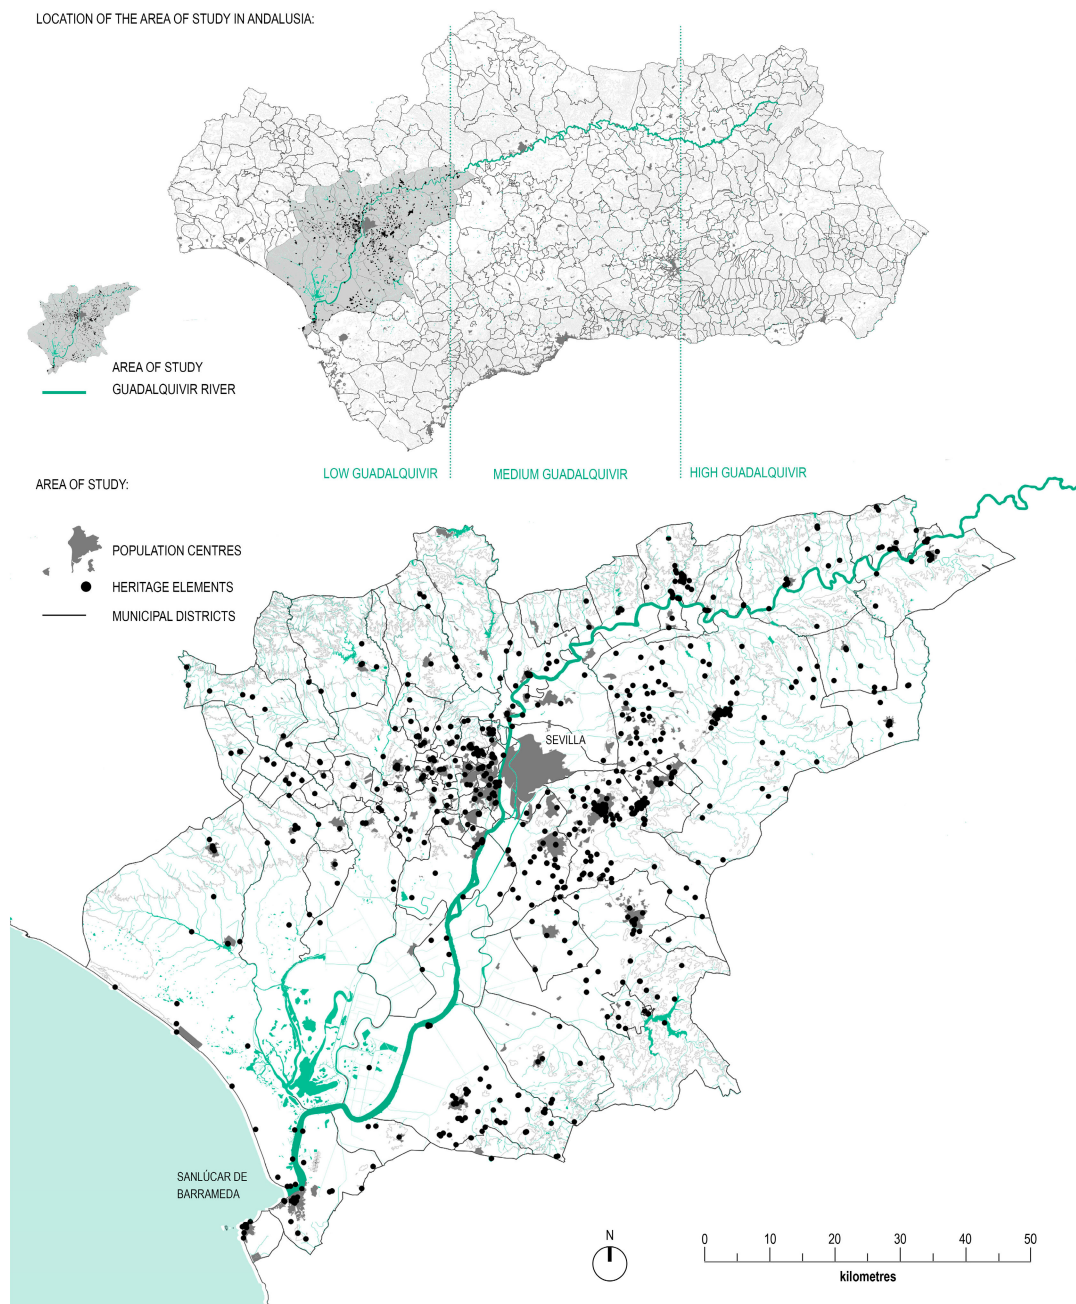 LOCATION OF THE AREA OF STUDY IN ANDALUSIA:
AREA OF STUDY
GUADALQUIVIR RIVER
LOW GUADALQUIVIR
MEDIUM GUADALQUIVIR
HIGH GUADALQUIVIR
AREA OF STUDY:
POPULATION CENTRES
HERITAGE ELEMENTS
MUNICIPAL DISTRICTS
SEVILLA
SANLÚCAR DE
BARRAMEDA
N
0 10 20 30 40 50
kilometres